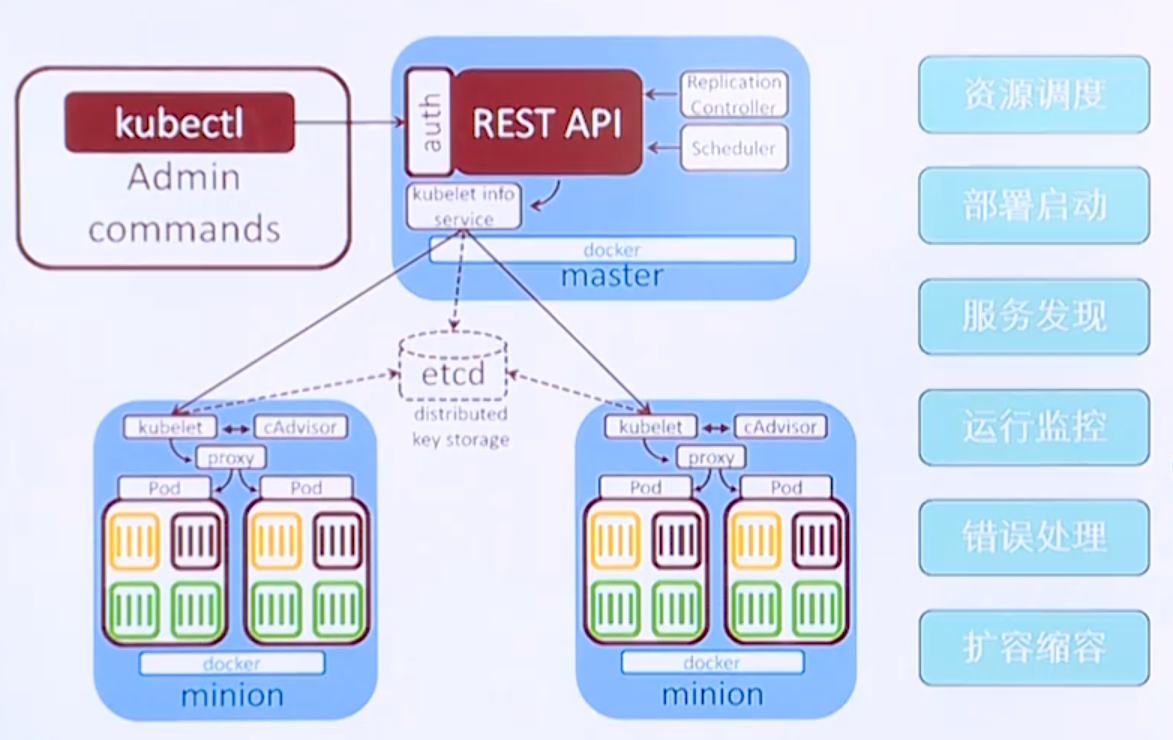 kubectl
Admin
commands
auth
REST API
Replication
Controller
Scheduler
kubelet info
service
docker
master
etcd
distributed
key storage
kubelet
cAdvisor
proxy
Pod
Pod
docker
minion
kubelet
cAdvisor
proxy
Pod
Pod
docker
minion
资源调度
部署启动
服务发现
运行监控
错误处理
扩容缩容